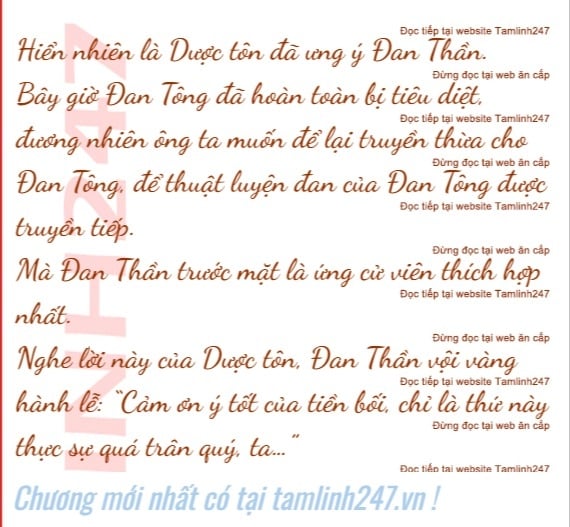 Đọc tiếp tại website Tamlinh247
Hiển nhiên là Dược tôn đã ưng ý Đan Thần.
Đừng đọc tại web ăn cắp
Bây giờ Đan Tông đã hoàn toàn bị tiêu diệt,
Đọc tiếp tại website Tamlinh247
đương nhiên ông ta muốn để lại truyền thừa cho
Đừng đọc tại web ăn cắp
Đan Tông, để thuật luyện đan của Đan Tông được
Đọc tiếp tại website Tamlinh247
truyền tiếp.
Đừng đọc tại web ăn cắp
Mà Đan Thần trước mặt là ứng cử viên thích hợp
Đọc tiếp tại website Tamlinh247
nhất.
Đừng đọc tại web ăn cắp
Nghe lời này của Dược tôn, Đan Thần vội vàng
Đọc tiếp tại website Tamlinh247
hành lễ: “Cảm ơn ý tốt của tiền bối, chỉ là thứ này
Đừng đọc tại web ăn cắp
thực sự quá trân quý, ta...”
Đọc tiếp tại website Tamlinh247
Chương mới nhất có tại tamlinh247.vn !
INH247